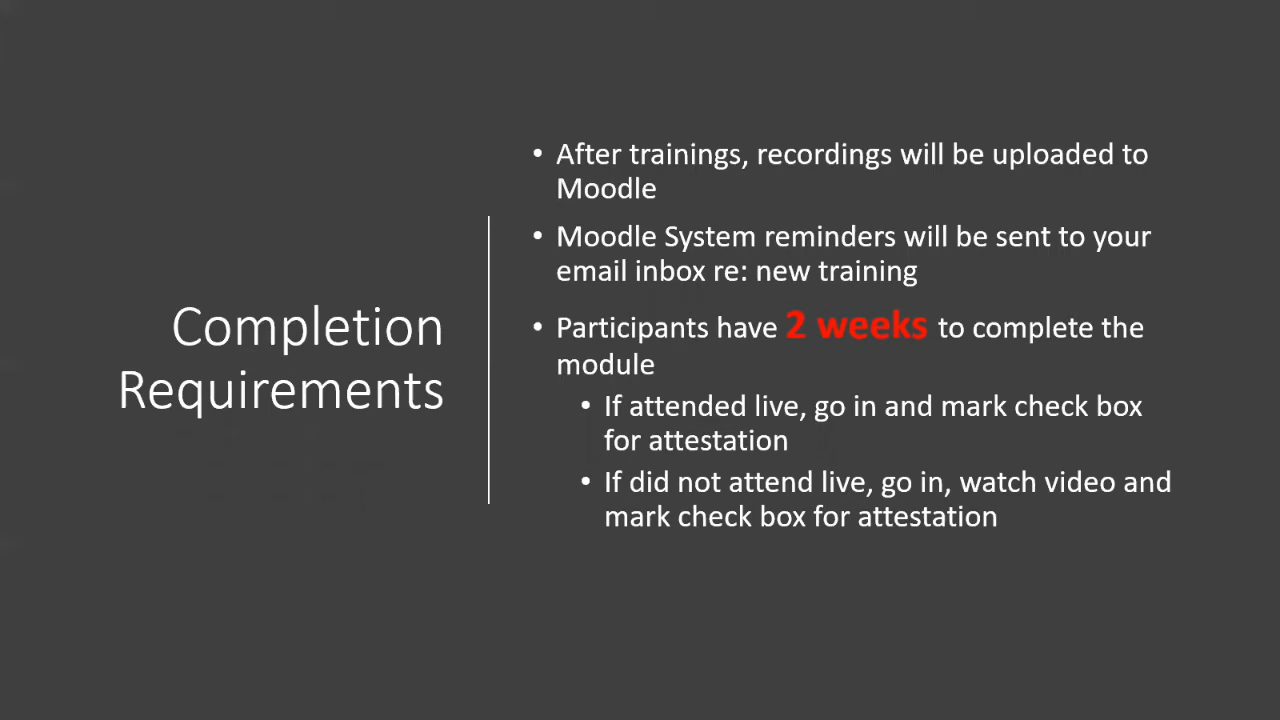 Completion
Requirements
• After trainings, recordings will be uploaded to
Moodle
• Moodle System reminders will be sent to your
email inbox re: new training
• Participants have 2 weeks to complete the
module
• If attended live, go in and mark check box
for attestation
• If did not attend live, go in, watch video and
mark check box for attestation